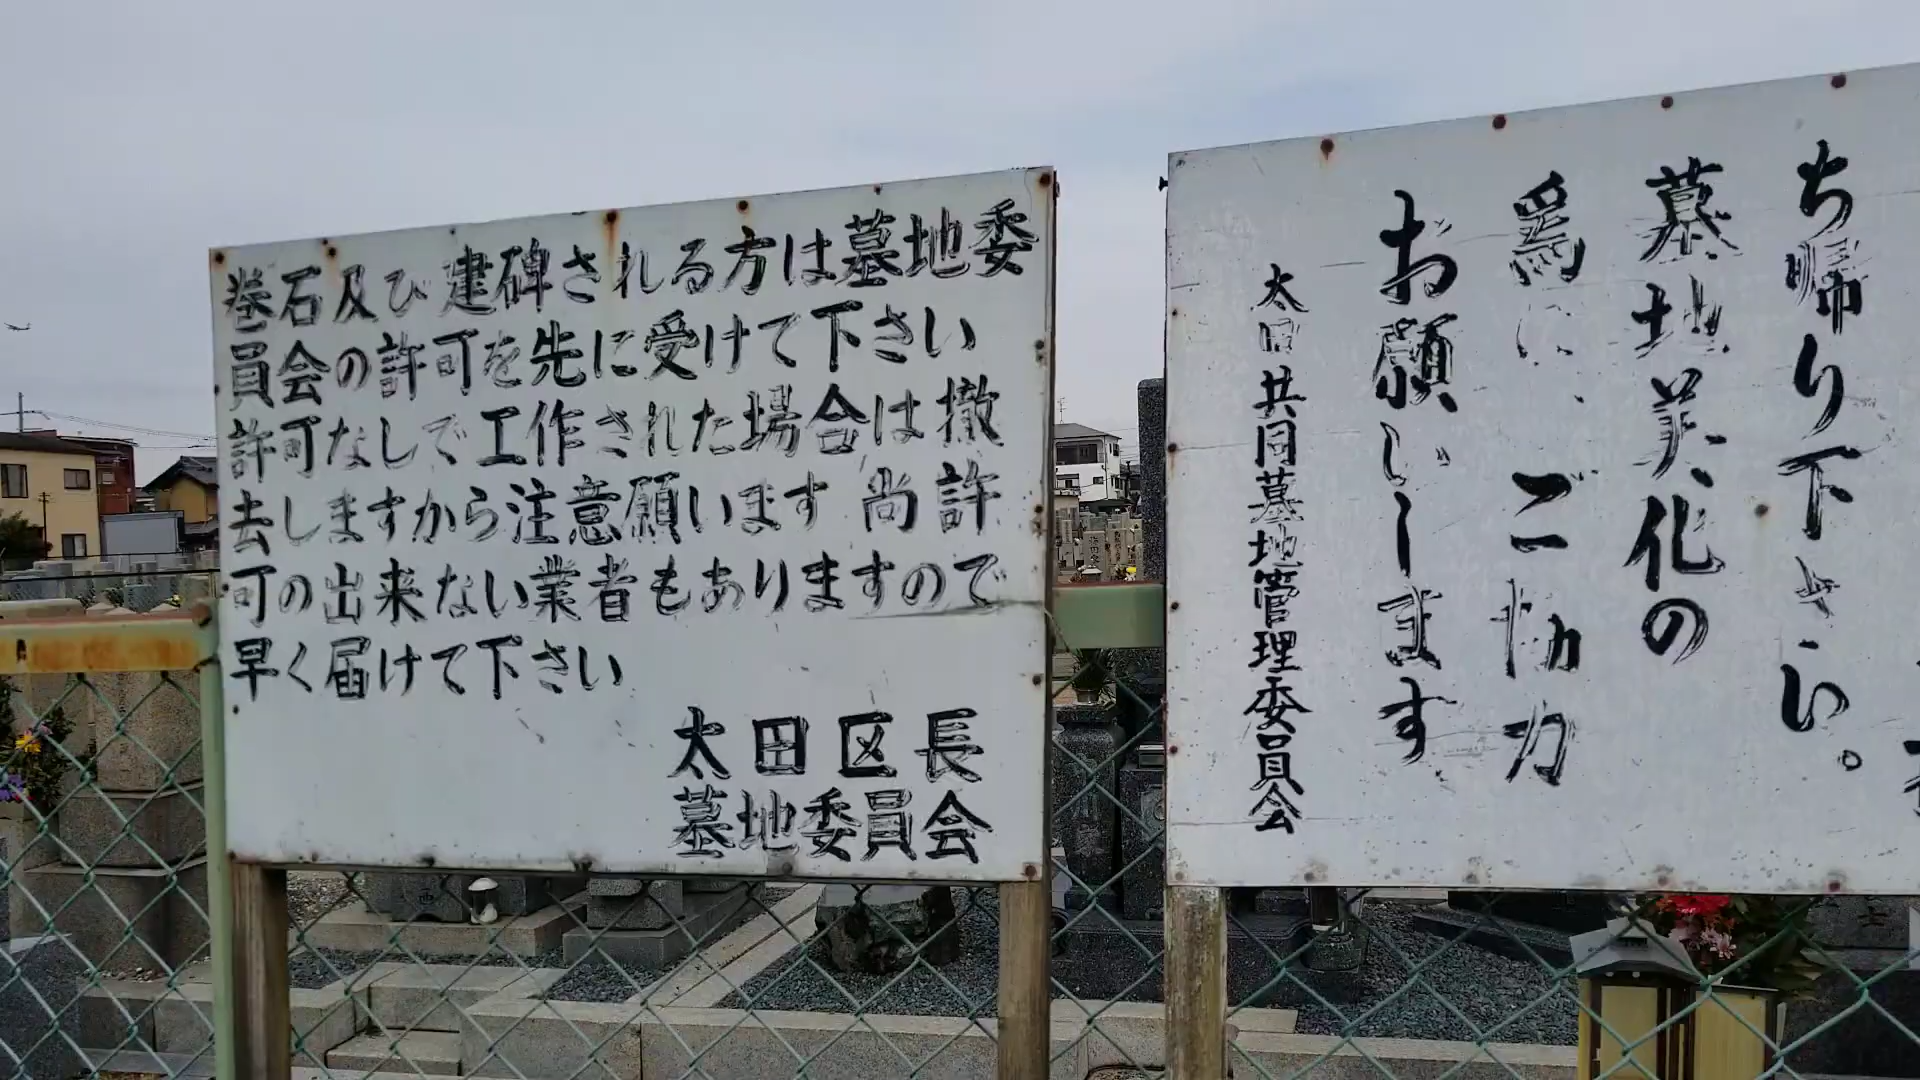 巻石及び建碑される方は墓地委
員会の許可を先に受けて下さい
許可なしで工作された場合は撤
去しますから注意願います 尚許
可の出来ない業者もありますので
早く届けて下さい
太田区長
墓地委員会
ち帰り下さい。
墓地美化の
為に、ご協力
お願いします
太田共同墓地管理委員会